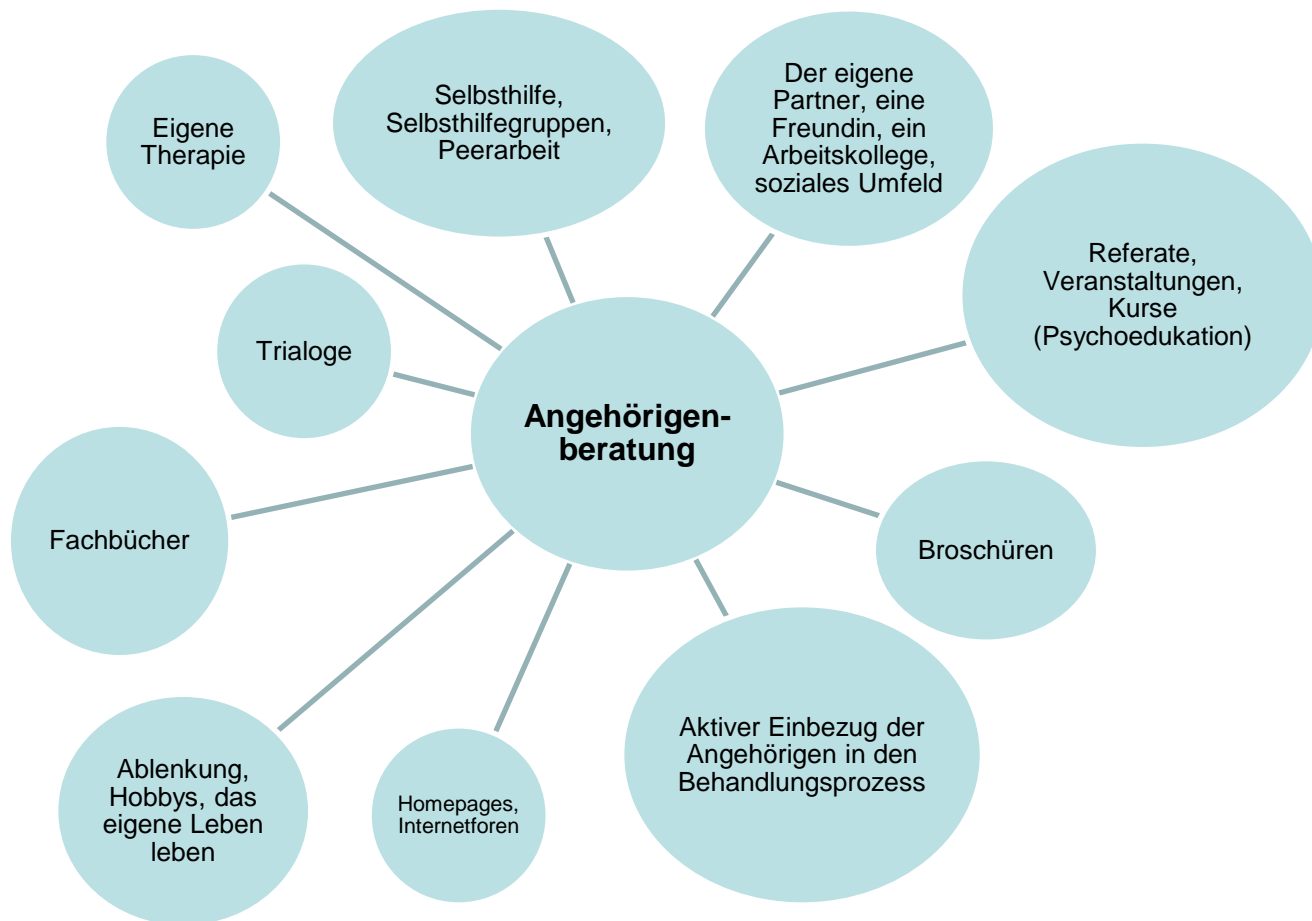 Eigene
Therapie
Selbsthilfe,
Selbsthilfegruppen,
Peerarbeit
Der eigene
Partner, eine
Freundin, ein
Arbeitskollege,
soziales Umfeld
Referate,
Veranstaltungen,
Kurse
(Psychoedukation)
Trialoge
Angehörigen-
beratung
Fachbücher
Broschüren
Ablenkung,
Hobbys, das
eigene Leben
leben
Homepages,
Internetforen
Aktiver Einbezug der
Angehörigen in den
Behandlungsprozess